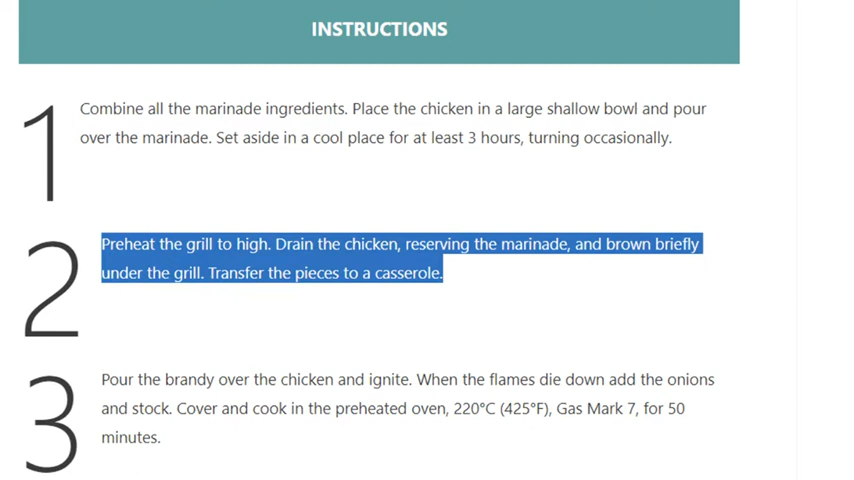 INSTRUCTIONS
1
Combine all the marinade ingredients. Place the chicken in a large shallow bowl and pour
over the marinade. Set aside in a cool place for at least 3 hours, turning occasionally.
2
Preheat the grill to high. Drain the chicken, reserving the marinade, and brown briefly
under the grill. Transfer the pieces to a casserole.
3
Pour the brandy over the chicken and ignite. When the flames die down add the onions
and stock. Cover and cook in the preheated oven, 220°C (425°F), Gas Mark 7, for 50
minutes.